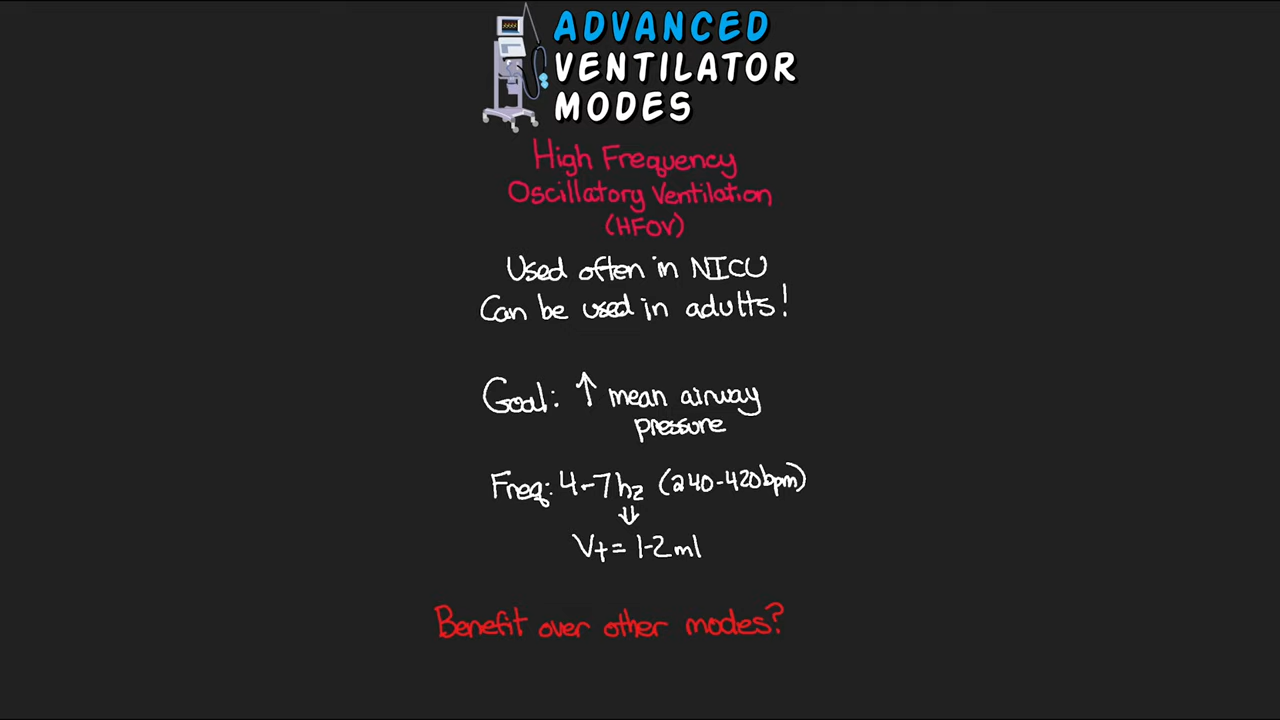 ADVANCED
VENTILATOR
MODES
High Frequency
Oscillatory Ventilation
(HFOV)
Used often in NICU
Can be used in adults!
Goal: ↑ mean airway
pressure
Freq: 4-7hz (240-420bpm)
⇓
Vt= 1-2ml
Benefit over other modes?